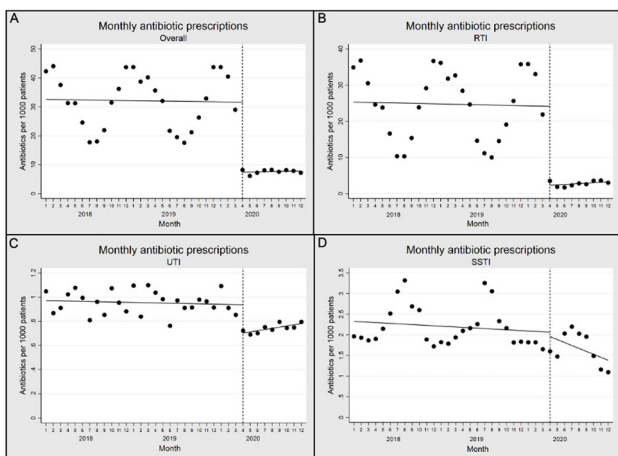 A
Monthly antibiotic prescriptions
Overall
Antibiotics per 1000 patients
0 10 20 30 40 50
1 2 3 4 5 6 7 8 9 10 11 12 1 2 3 4 5 6 7 8 9 10 11 12 1 2 3 4 5 6 7 8 9 10 11 12
2018 2019 2020
Month
B
Monthly antibiotic prescriptions
RTI
Antibiotics per 1000 patients
0 10 20 30 40
1 2 3 4 5 6 7 8 9 10 11 12 1 2 3 4 5 6 7 8 9 10 11 12 1 2 3 4 5 6 7 8 9 10 11 12
2018 2019 2020
Month
C
Monthly antibiotic prescriptions
UTI
Antibiotics per 1000 patients
0 .2 .4 .6 .8 1 1.2
1 2 3 4 5 6 7 8 9 10 11 12 1 2 3 4 5 6 7 8 9 10 11 12 1 2 3 4 5 6 7 8 9 10 11 12
2018 2019 2020
Month
D
Monthly antibiotic prescriptions
SSTI
Antibiotics per 1000 patients
0 .5 1 1.5 2 2.5 3 3.5
1 2 3 4 5 6 7 8 9 10 11 12 1 2 3 4 5 6 7 8 9 10 11 12 1 2 3 4 5 6 7 8 9 10 11 12
2018 2019 2020
Month